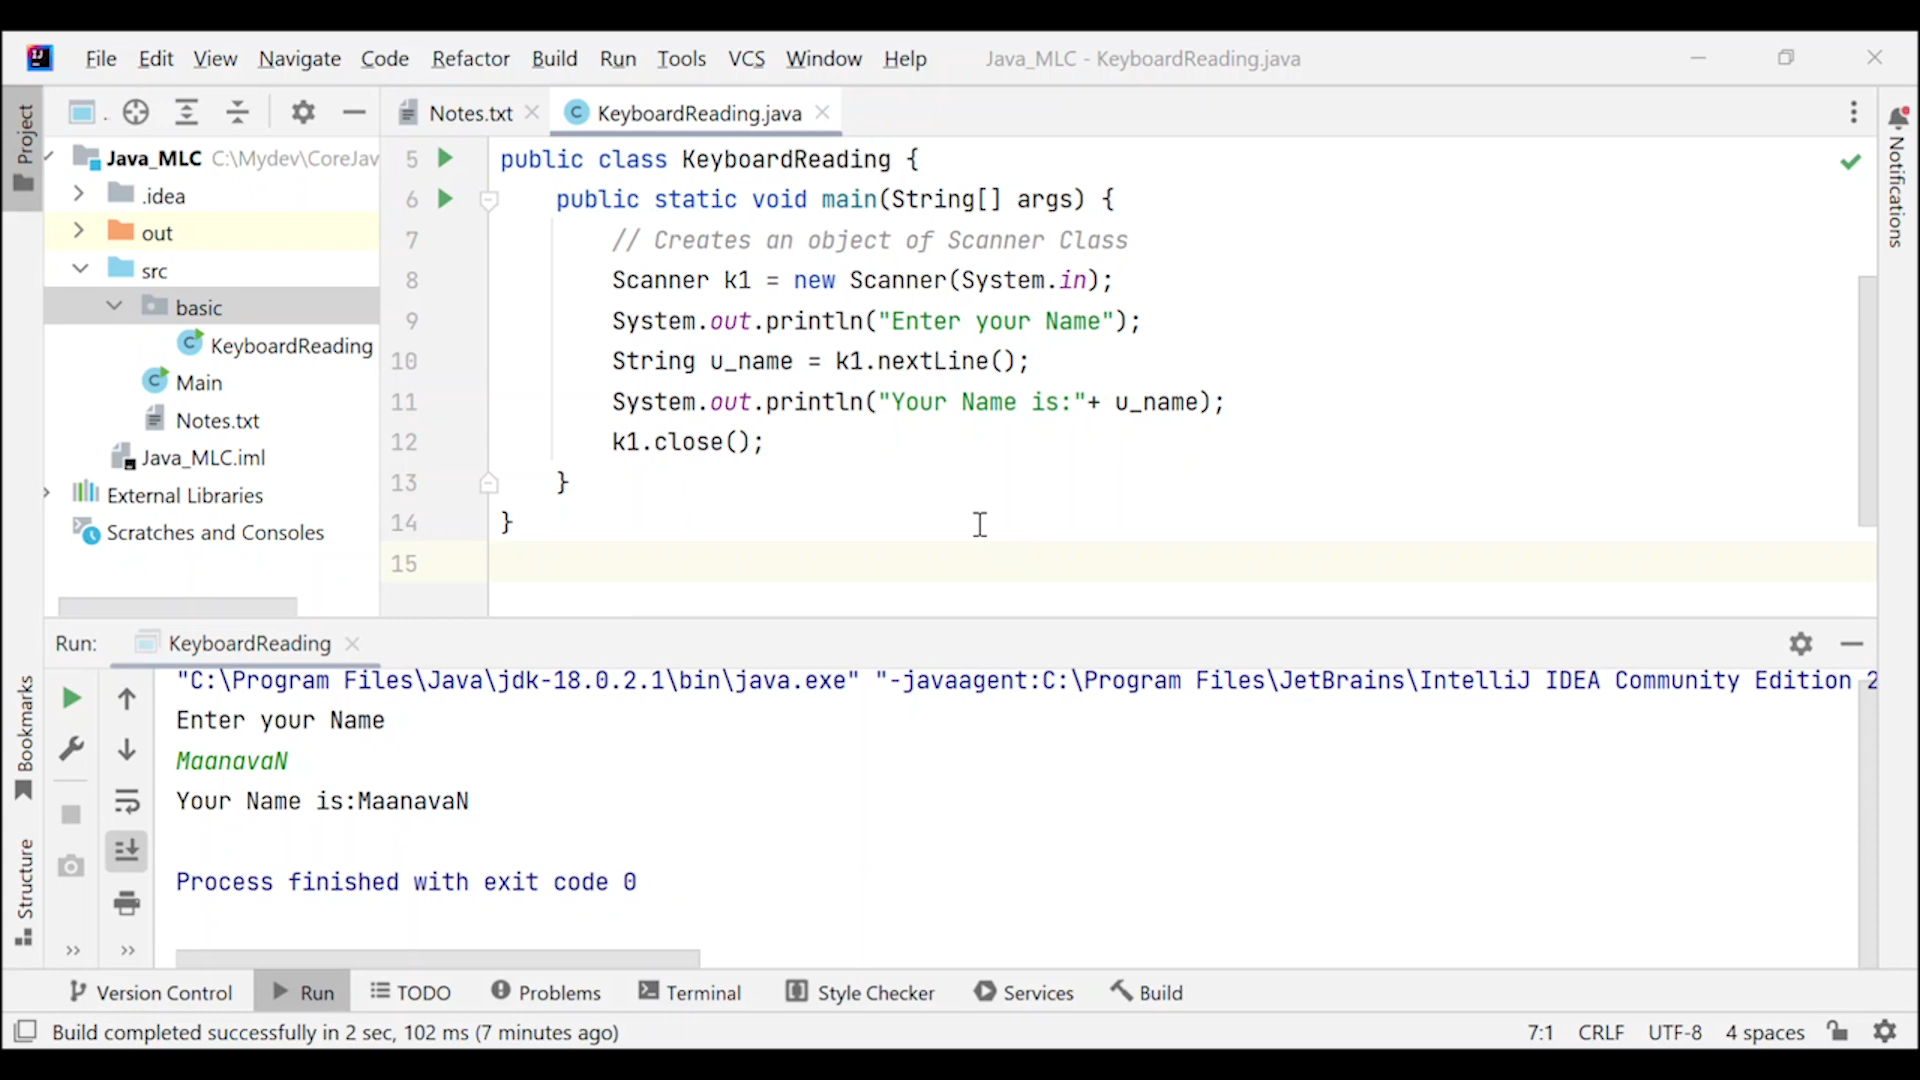 File Edit View Navigate Code Refactor Build Run Tools VCS Window Help Java_MLC - KeyboardReading.java
Project
Notes.txt
KeyboardReading.java
Notifications
Java_MLC C:\Mydev\CoreJav
.idea
out
src
basic
KeyboardReading
Main
Notes.txt
Java_MLC.iml
External Libraries
Scratches and Consoles
5 public class KeyboardReading {
6 public static void main(String[] args) {
7 // Creates an object of Scanner Class
8 Scanner k1 = new Scanner(System.in);
9 System.out.println("Enter your Name");
10 String u_name = k1.nextLine();
11 System.out.println("Your Name is:"+ u_name);
12 k1.close();
13 }
14 }
15
Run: KeyboardReading
"C:\Program Files\Java\jdk-18.0.2.1\bin\java.exe" "-javaagent:C:\Program Files\JetBrains\IntelliJ IDEA Community Edition 2
Enter your Name
MaanavaN
Your Name is:MaanavaN
Process finished with exit code 0
Bookmarks
Structure
Version Control Run TODO Problems Terminal Style Checker Services Build
Build completed successfully in 2 sec, 102 ms (7 minutes ago) 7:1 CRLF UTF-8 4 spaces